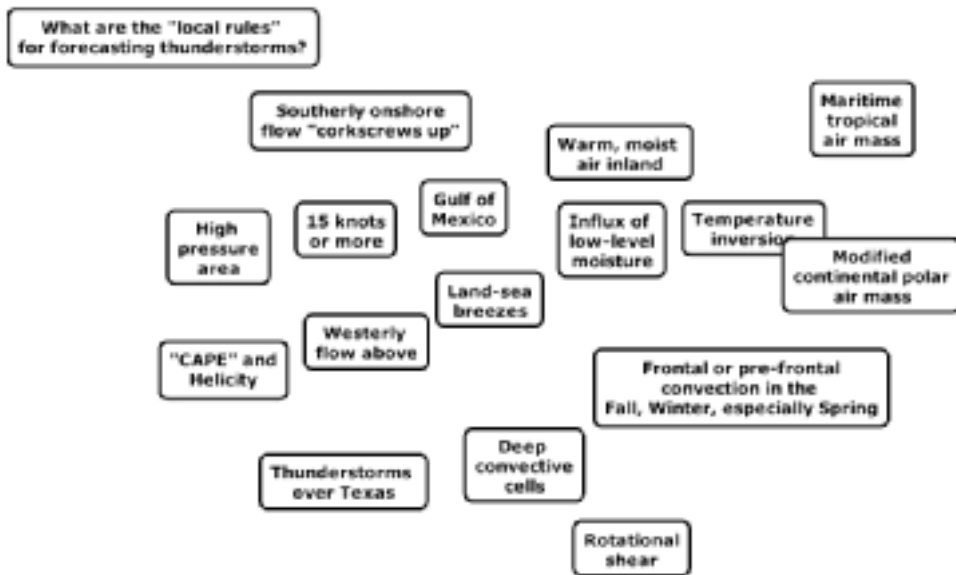 What are the "local rules"
for forecasting thunderstorms?
Southerly onshore
flow "corkscrews up"
Maritime
tropical
air mass
Warm, moist
air inland
High
pressure
area
15 knots
or more
Gulf of
Mexico
Influx of
low-level
moisture
Temperature
inversion
Modified
continental polar
air mass
Land-sea
breezes
"CAPE" and
Helicity
Westerly
flow above
Frontal or pre-frontal
convection in the
Fall, Winter, especially Spring
Thunderstorms
over Texas
Deep
convective
cells
Rotational
shear